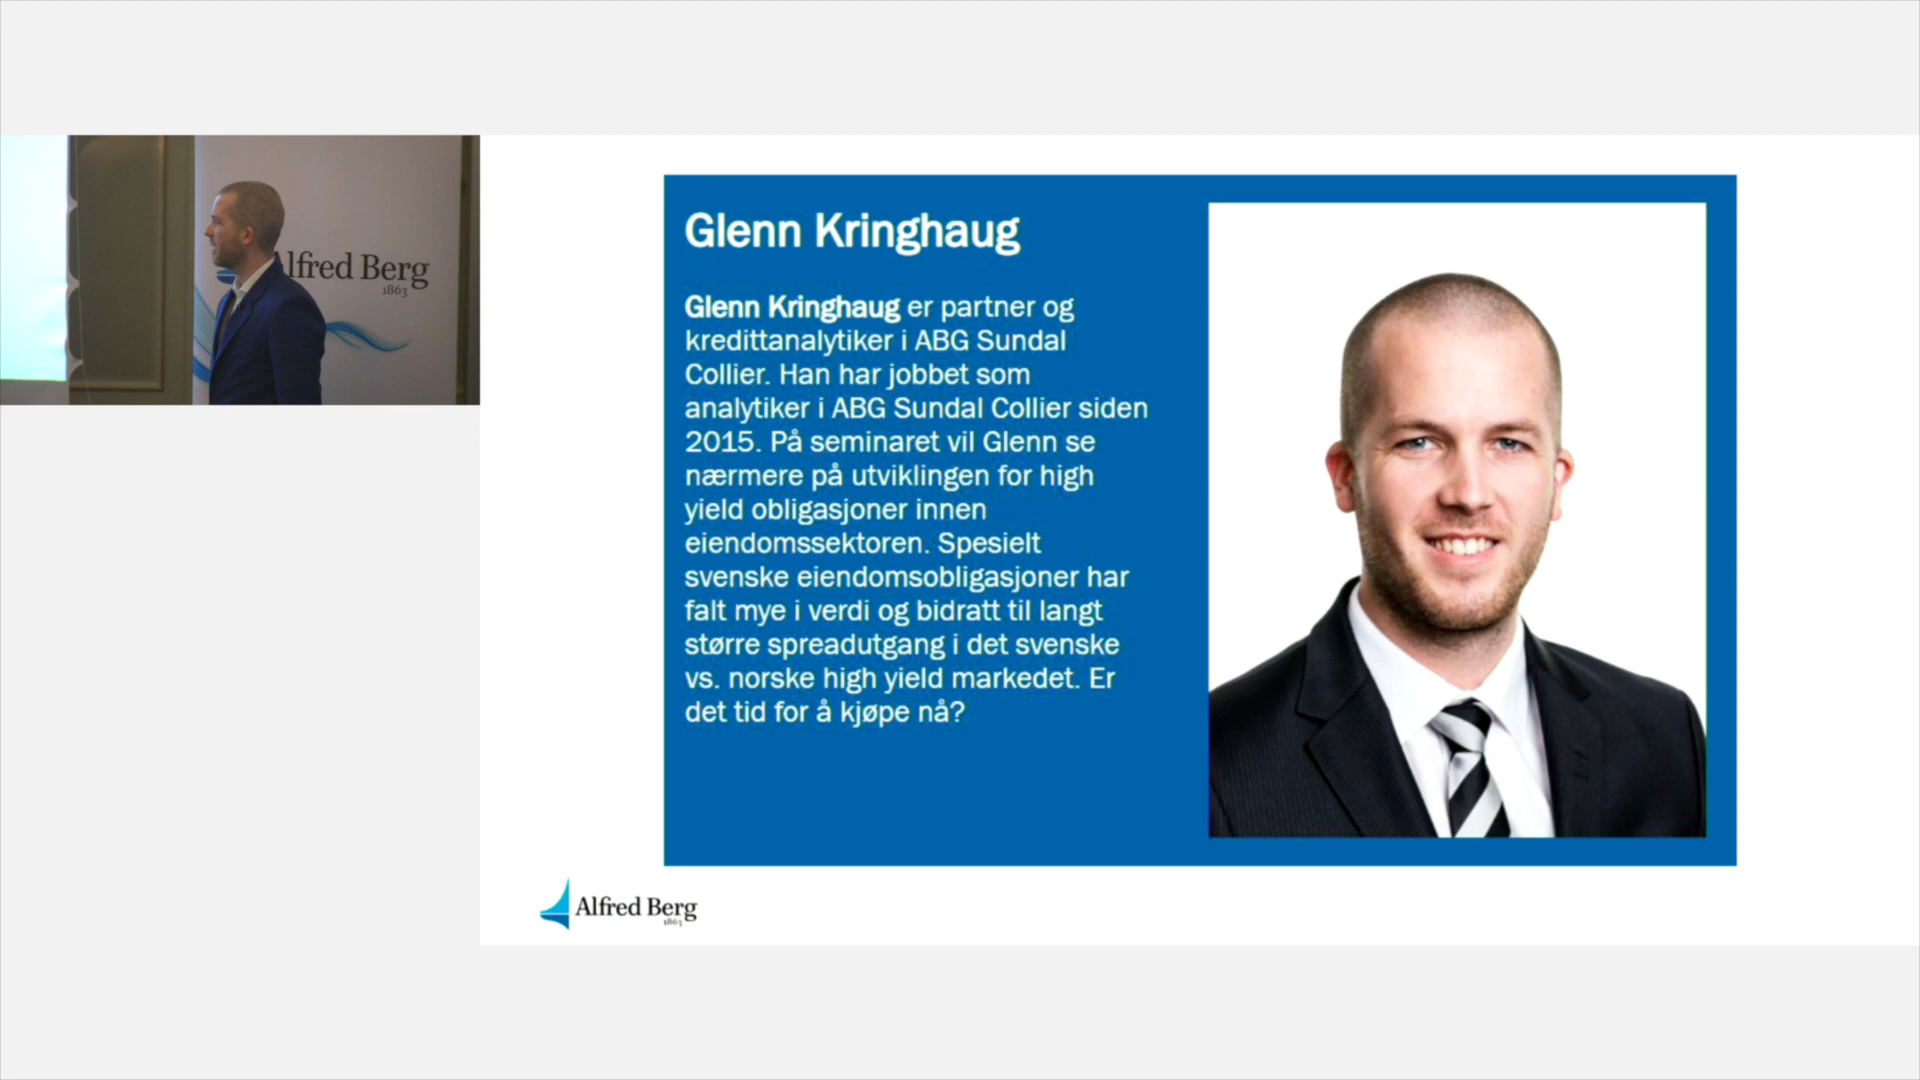 Alfred Berg
1863
Glenn Kringhaug
Glenn Kringhaug er partner og
kredittanalytiker i ABG Sundal
Collier. Han har jobbet som
analytiker i ABG Sundal Collier siden
2015. På seminaret vil Glenn se
nærmere på utviklingen for high
yield obligasjoner innen
eiendomssektoren. Spesielt
svenske eiendomsobligasjoner har
falt mye i verdi og bidratt til langt
større spreadutgang i det svenske
vs. norske high yield markedet. Er
det tid for å kjøpe nå?
Alfred Berg
1863